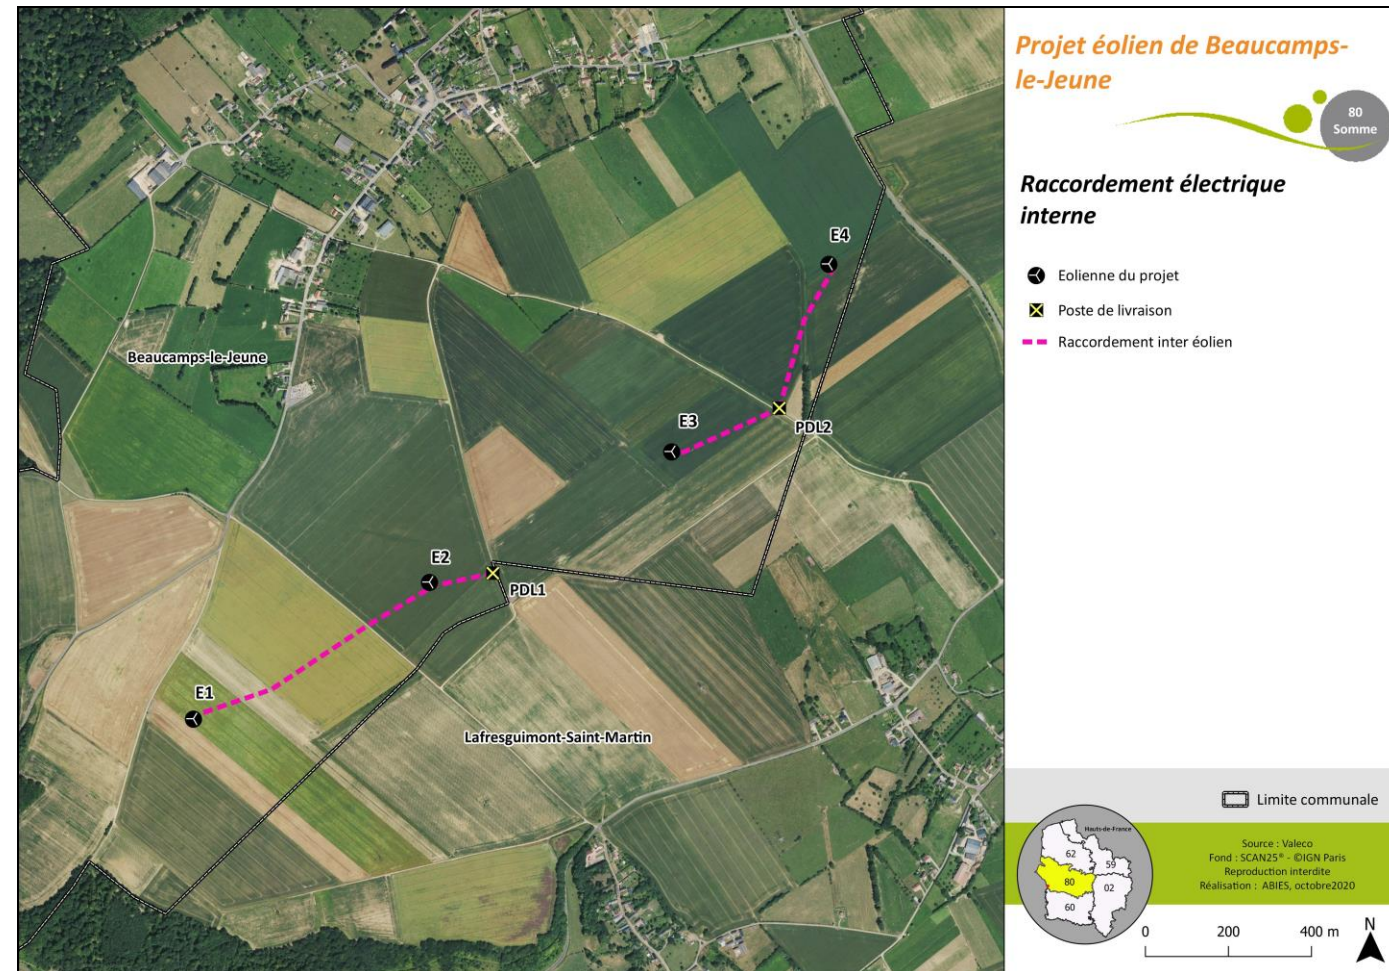 Projet éolien de Beaucamps-
le-Jeune
80
Somme
Raccordement électrique
interne
Eolienne du projet
Poste de livraison
Raccordement inter éolien
E4
Beaucamps-le-Jeune
E3
PDL2
E2
PDL1
E1
Lafresguimont-Saint-Martin
Limite communale
Hauts-de-France
62
59
80
02
60
Source : Valeco
Fond : SCAN25® - ©IGN Paris
Reproduction interdite
Réalisation : ABIES, octobre2020
0 200 400 m
N